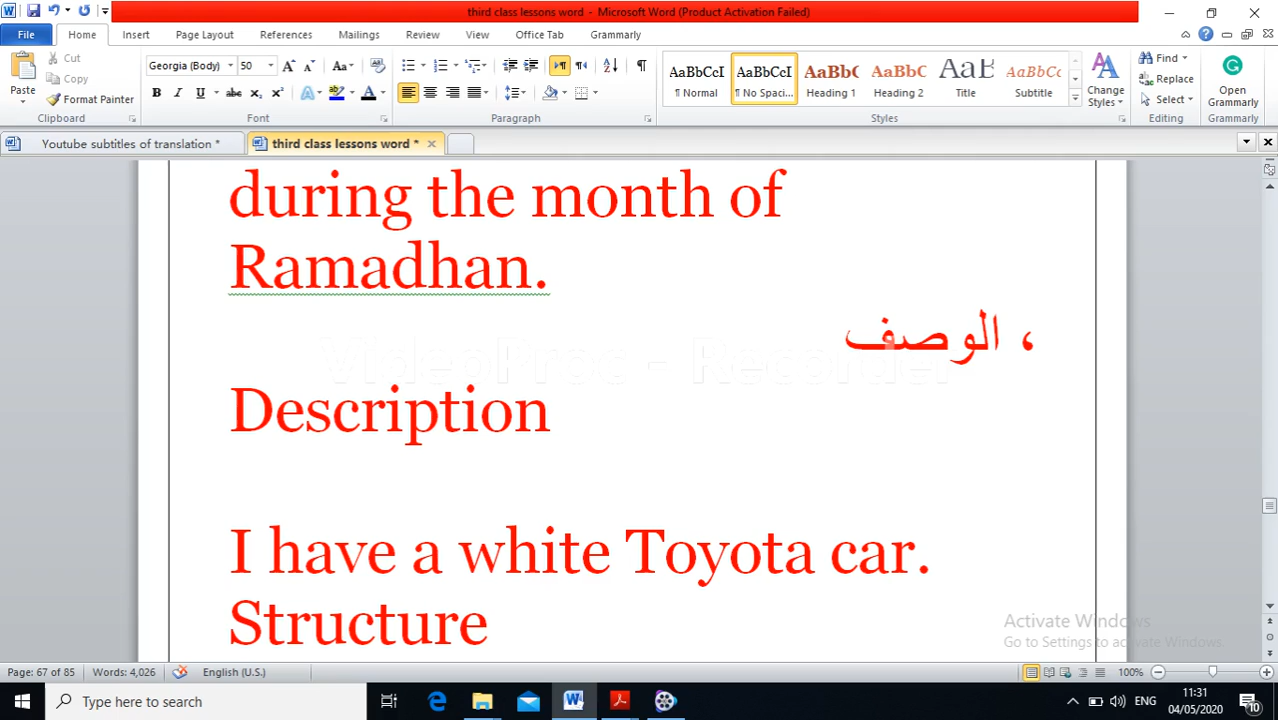 third class lessons word - Microsoft Word (Product Activation Failed)
File Home Insert Page Layout References Mailings Review View Office Tab Grammarly
Paste Cut Copy Format Painter
Georgia (Body) 50
AaBbCcI AaBbCcI AaBbC AaBbC AaB AaBbCc
¶ Normal ¶ No Spaci... Heading 1 Heading 2 Title Subtitle
Change Styles
Find Replace Select
Open Grammarly
Clipboard Font Paragraph Styles Editing Grammarly
Youtube subtitles of translation * third class lessons word *
during the month of
Ramadhan.
، الوصف
VideoProc - Recorder
Description
I have a white Toyota car.
Structure
Activate Windows
Go to Settings to activate Windows.
Page: 67 of 85 Words: 4,026 English (U.S.) 100%
Type here to search
ENG 11:31
04/05/2020
10